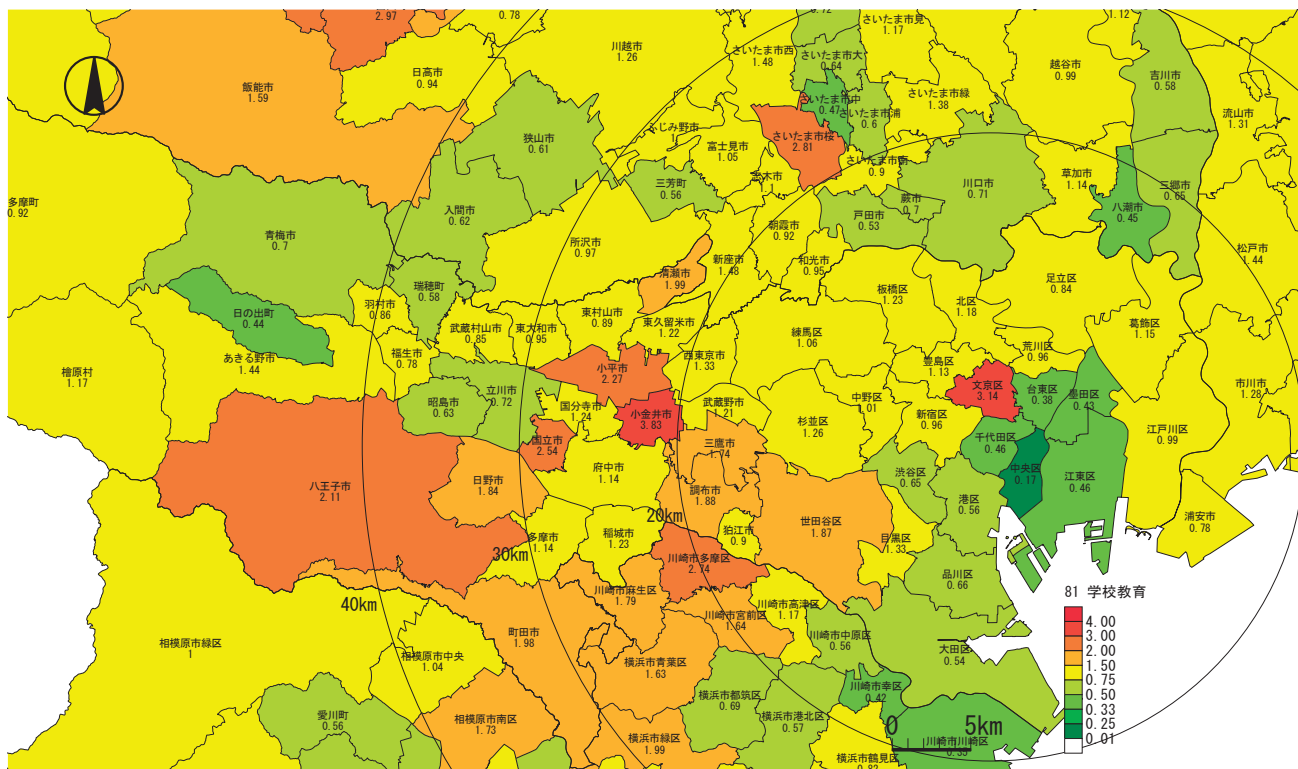 2.97
0.78
0.72
1.12
川越市
1.26
さいたま市西
1.48
さいたま市見
1.17
さいたま市大
0.64
越谷市
0.99
吉川市
0.58
飯能市
1.59
日高市
0.94
さいたま市中
0.47
さいたま市緑
1.38
さいたま市浦
0.6
流山市
1.31
狭山市
0.61
ふじみ野市
1
富士見市
1.05
さいたま市桜
2.81
さいたま市南
0.9
三芳町
0.56
志木市
1.1
草加市
1.14
三郷市
0.65
川口市
0.71
蕨市
0.7
八潮市
0.45
多摩町
0.92
入間市
0.62
戸田市
0.53
青梅市
0.7
所沢市
0.97
朝霞市
0.92
松戸市
1.44
新座市
1.48
和光市
0.95
清瀬市
1.99
足立区
0.84
瑞穂町
0.58
板橋区
1.23
北区
1.18
羽村市
0.86
日の出町
0.44
武蔵村山市
0.85
東大和市
0.95
東村山市
0.89
東久留米市
1.22
練馬区
1.06
葛飾区
1.15
荒川区
0.96
あきる野市
1.44
福生市
0.78
西東京市
1.33
豊島区
1.13
檜原村
1.17
小平市
2.27
文京区
3.14
台東区
0.38
墨田区
0.43
市川市
1.28
昭島市
0.63
立川市
0.72
国分寺市
1.24
小金井市
3.83
武蔵野市
1.21
中野区
1.01
杉並区
1.26
新宿区
0.96
江戸川区
0.99
国立市
2.54
三鷹市
1.74
千代田区
0.46
八王子市
2.11
日野市
1.84
府中市
1.14
調布市
1.88
渋谷区
0.65
中央区
0.17
江東区
0.46
港区
0.56
浦安市
0.78
20km
世田谷区
1.87
多摩市
1.14
稲城市
1.23
狛江市
0.9
目黒区
1.33
30km
川崎市多摩区
2.74
品川区
0.66
40km
川崎市麻生区
1.79
川崎市高津区
1.17
81 学校教育
4.00
3.00
2.00
1.50
0.75
0.50
0.33
0.25
0.01
川崎市宮前区
1.64
町田市
1.98
川崎市中原区
0.56
相模原市緑区
1
相模原市中央
1.04
大田区
0.54
横浜市青葉区
1.63
川崎市幸区
0.42
横浜市都筑区
0.69
愛川町
0.56
相模原市南区
1.73
横浜市港北区
0.57
0 5km
横浜市緑区
1.99
川崎市川崎区
横浜市鶴見区